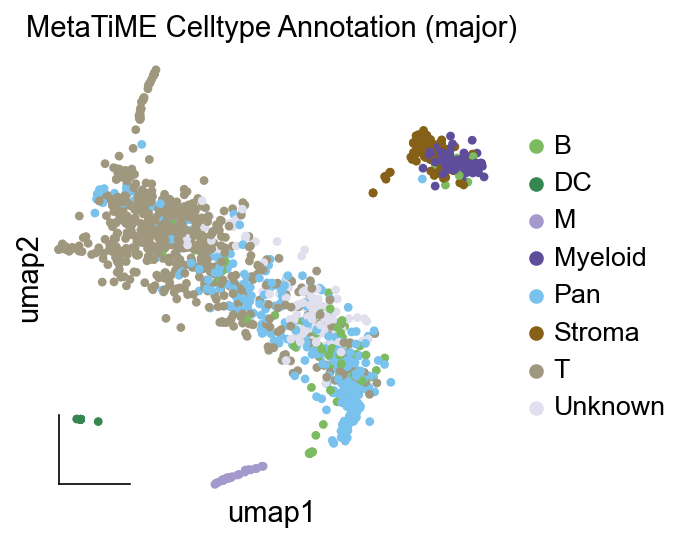 MetaTiME Celltype Annotation (major)
B
DC
M
Myeloid
Pan
Stroma
T
Unknown
umap2
umap1